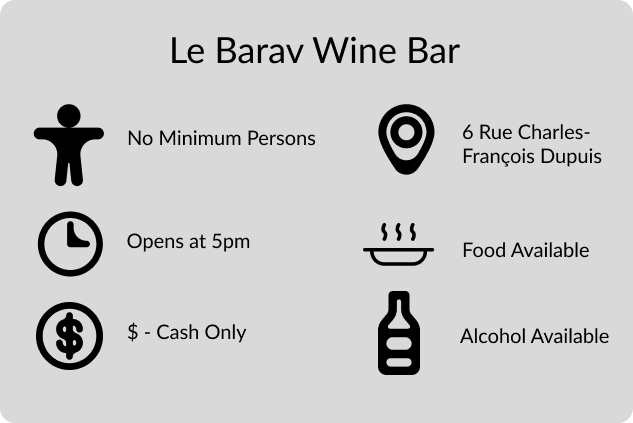 Le Barav Wine Bar
No Minimum Persons
6 Rue Charles-
François Dupuis
Opens at 5pm
Food Available
$ - Cash Only
Alcohol Available